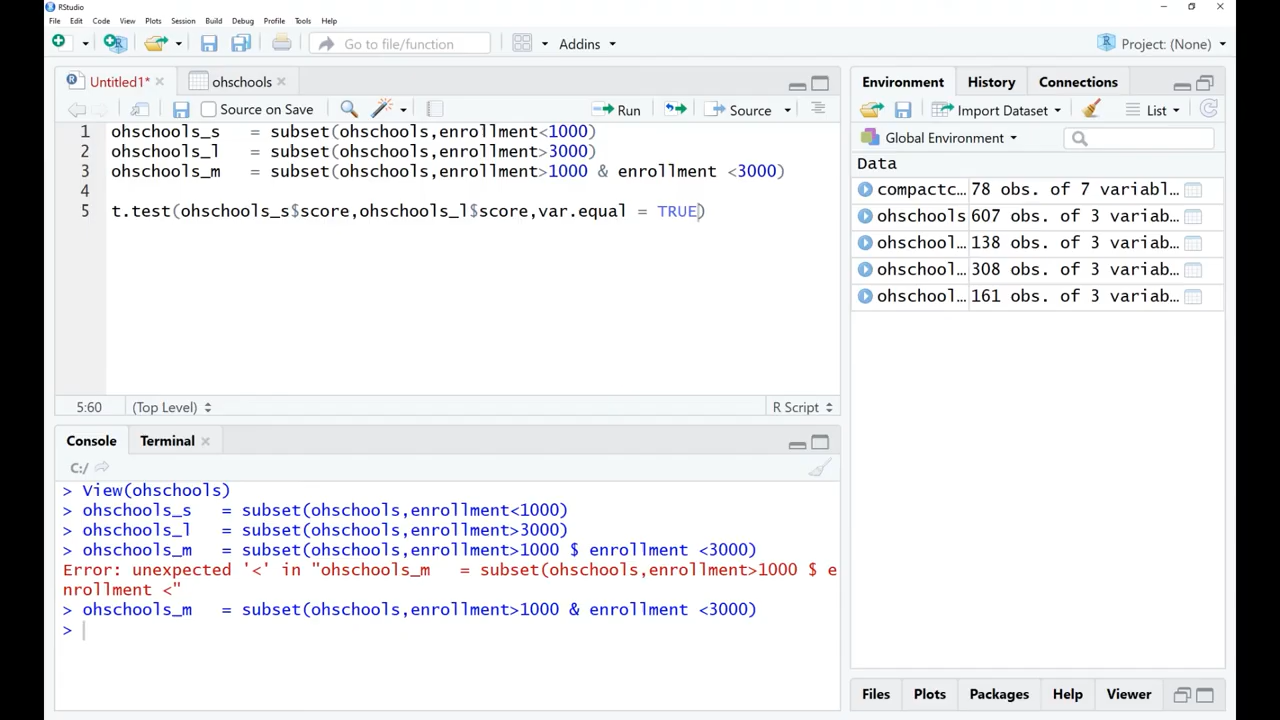 RStudio
File Edit Code View Plots Session Build Debug Profile Tools Help
Go to file/function Addins Project: (None)
Untitled1* ohschools
Source on Save Run Source
1 ohschools_s   = subset(ohschools,enrollment<1000)
2 ohschools_l   = subset(ohschools,enrollment>3000)
3 ohschools_m   = subset(ohschools,enrollment>1000 & enrollment <3000)
4
5 t.test(ohschools_s$score,ohschools_l$score,var.equal = TRUE)
5:60 (Top Level) R Script
Console Terminal
C:/
> View(ohschools)
> ohschools_s   = subset(ohschools,enrollment<1000)
> ohschools_l   = subset(ohschools,enrollment>3000)
> ohschools_m   = subset(ohschools,enrollment>1000 $ enrollment <3000)
Error: unexpected '<' in "ohschools_m   = subset(ohschools,enrollment>1000 $ e
nrollment <"
> ohschools_m   = subset(ohschools,enrollment>1000 & enrollment <3000)
>
Environment History Connections
Import Dataset List
Global Environment
Data
compactc… 78 obs. of 7 variabl…
ohschools 607 obs. of 3 variab…
ohschool… 138 obs. of 3 variab…
ohschool… 308 obs. of 3 variab…
ohschool… 161 obs. of 3 variab…
Files Plots Packages Help Viewer